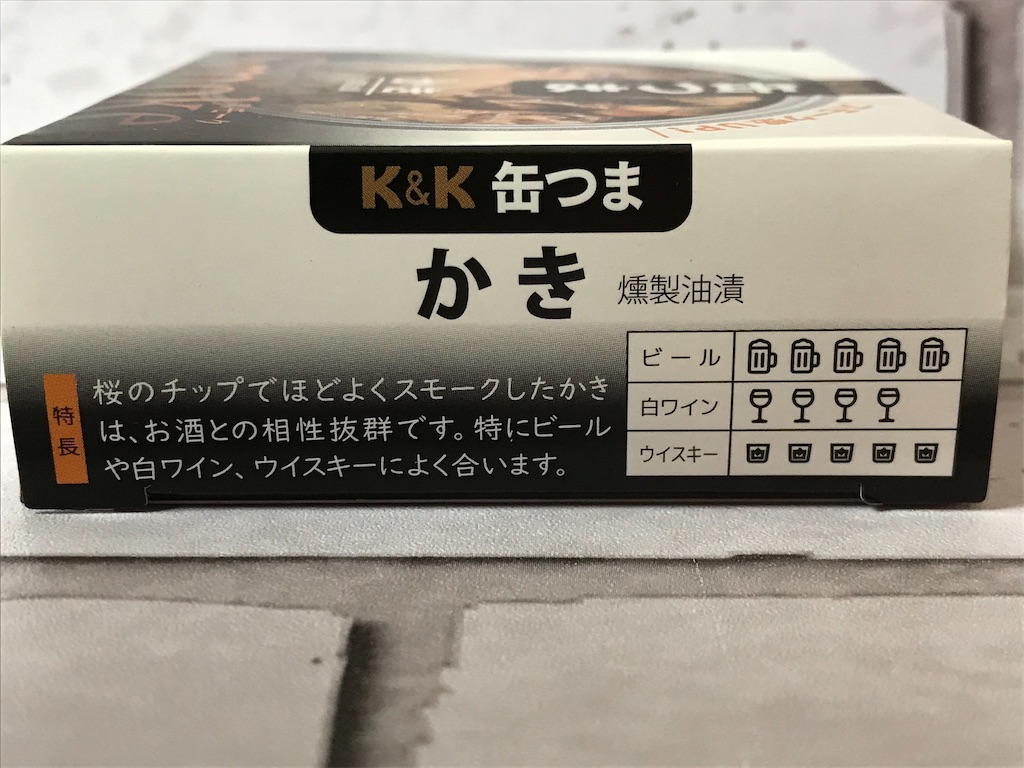 K&K 缶つま
かき 燻製油漬
特長
桜のチップでほどよくスモークしたかき
は、お酒との相性抜群です。特にビール
や白ワイン、ウイスキーによく合います。
ビール
白ワイン
ウイスキー